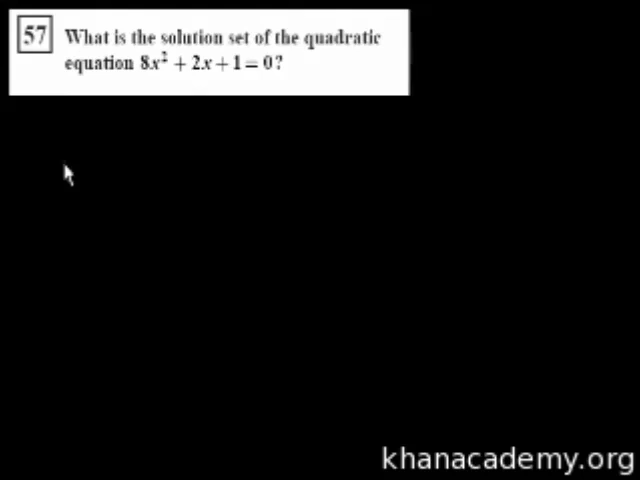 57 What is the solution set of the quadratic
equation 8x² + 2x + 1 = 0?
khanacademy.org